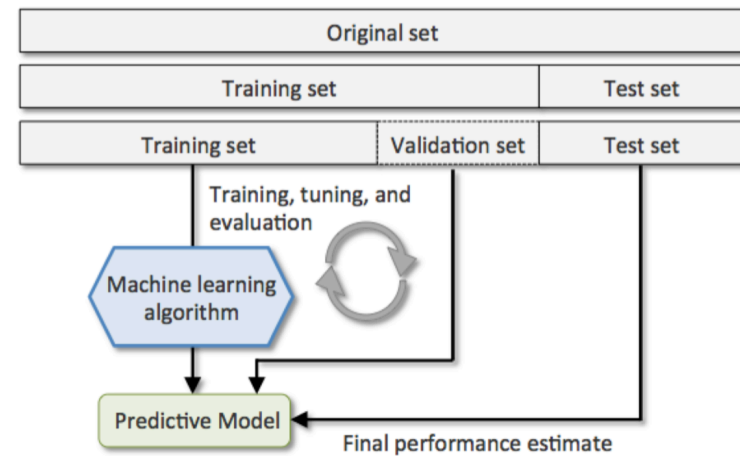 Original set
Training set
Test set
Training set
Validation set
Test set
Training, tuning, and
evaluation
Machine learning
algorithm
Predictive Model
Final performance estimate